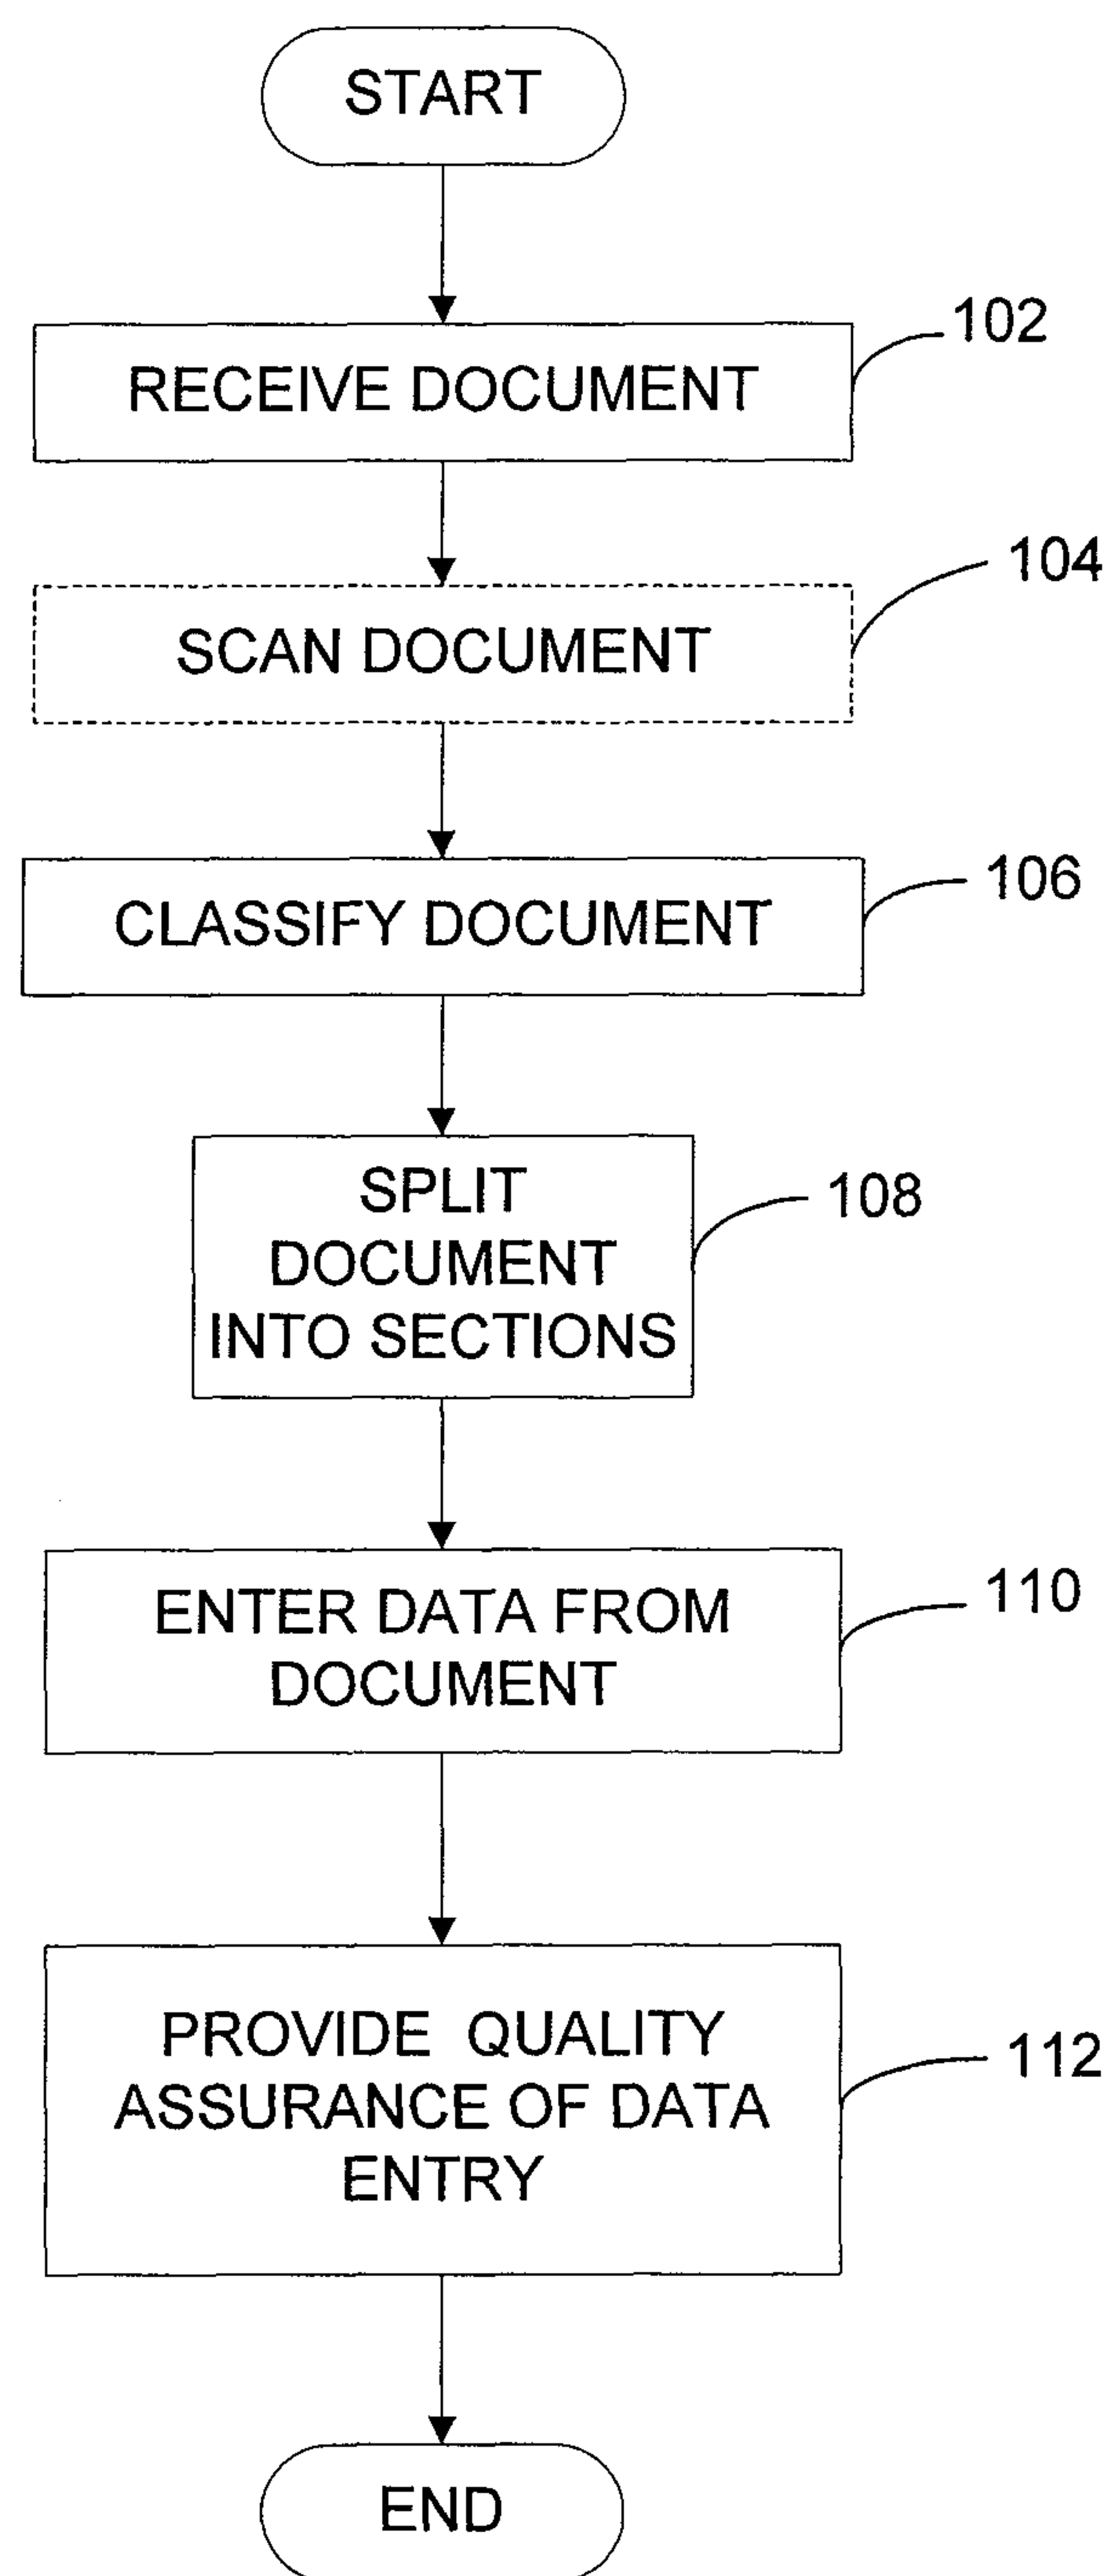 START
RECEIVE DOCUMENT
102
SCAN DOCUMENT
104
CLASSIFY DOCUMENT
106
SPLIT
DOCUMENT
INTO SECTIONS
108
ENTER DATA FROM
DOCUMENT
110
PROVIDE QUALITY
ASSURANCE OF DATA
ENTRY
112
END